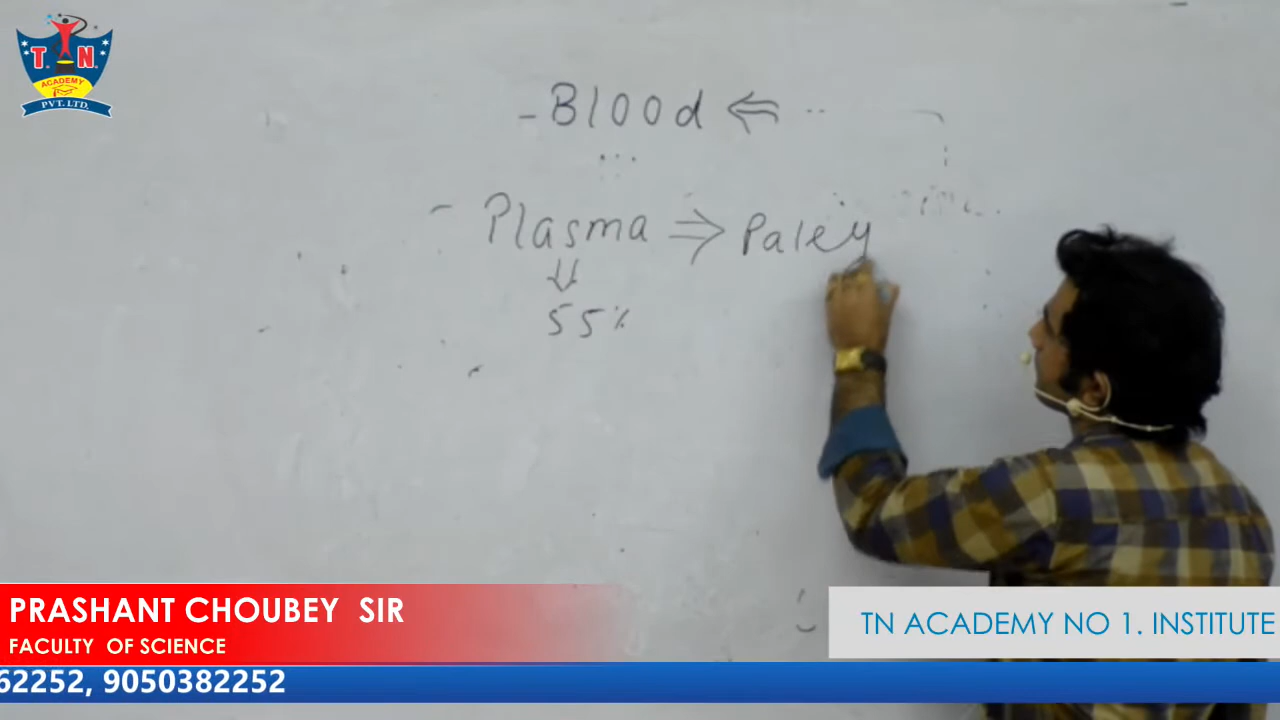 T. N.
ACADEMY
PVT. LTD.
- Blood ⇐
- Plasma ⇒ Paley
⇓
55%
PRASHANT CHOUBEY SIR
FACULTY OF SCIENCE
TN ACADEMY NO 1. INSTITUTE
62252, 9050382252